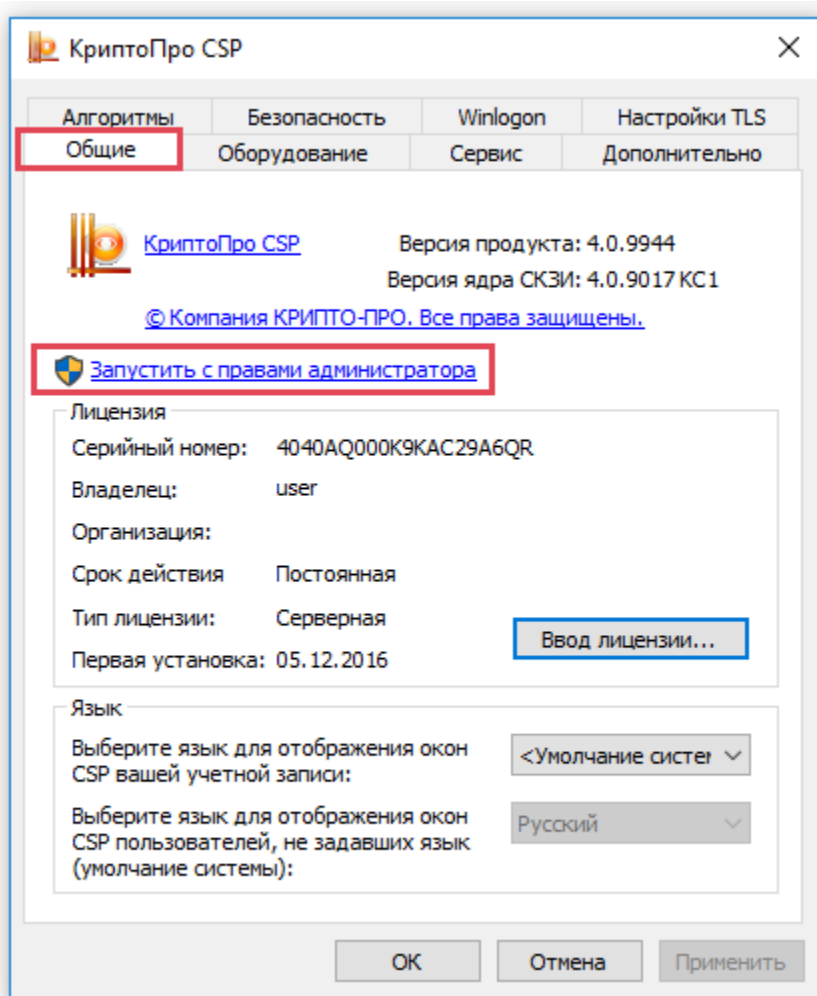 КриптоПро CSP
Алгоритмы Безопасность Winlogon Настройки TLS
Общие Оборудование Сервис Дополнительно
КриптоПро CSP Версия продукта: 4.0.9944
Версия ядра СКЗИ: 4.0.9017 КС1
© Компания КРИПТО-ПРО. Все права защищены.
Запустить с правами администратора
Лицензия
Серийный номер: 4040AQ000K9KAC29A6QR
Владелец: user
Организация:
Срок действия Постоянная
Тип лицензии: Серверная
Ввод лицензии...
Первая установка: 05.12.2016
Язык
Выберите язык для отображения окон
CSP вашей учетной записи:
<Умолчание систег
Выберите язык для отображения окон
CSP пользователей, не задавших язык
(умолчание системы):
Русский
ОК Отмена Применить